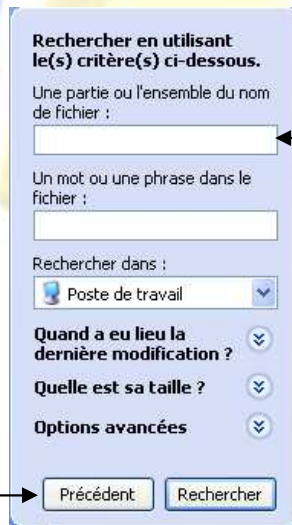 Rechercher en utilisant
le(s) critère(s) ci-dessous.
Une partie ou l'ensemble du nom
de fichier :
Un mot ou une phrase dans le
fichier :
Rechercher dans :
Poste de travail
Quand a eu lieu la
dernière modification ?
Quelle est sa taille ?
Options avancées
Précédent
Rechercher